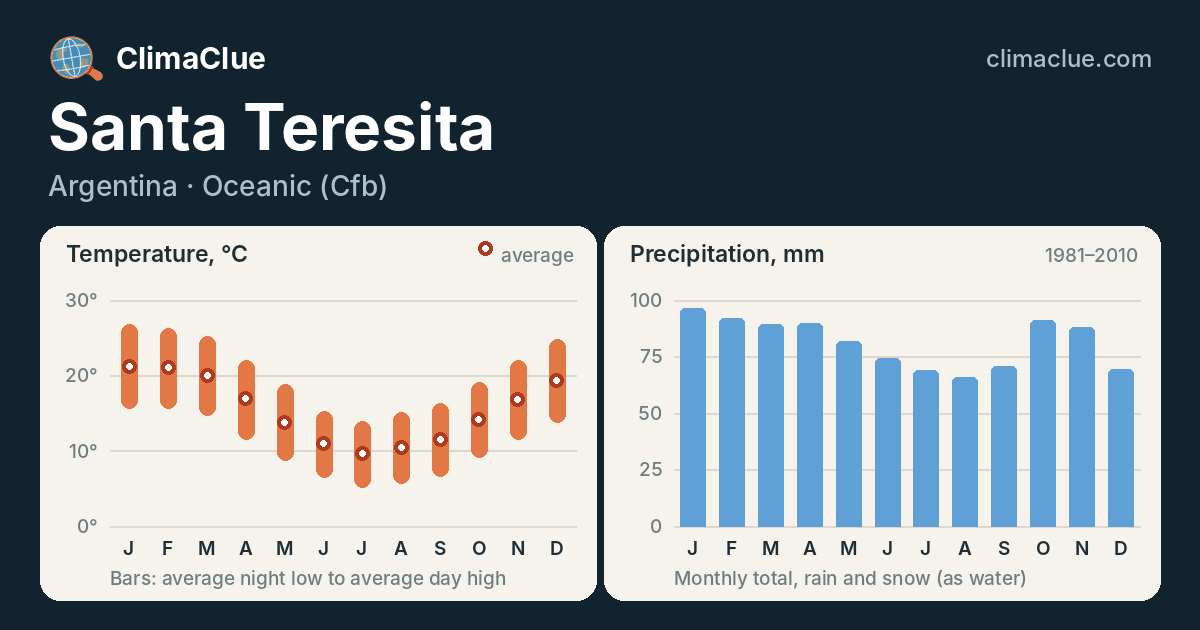 ClimaClue
climaclue.com
Santa Teresita
Argentina · Oceanic (Cfb)
Temperature, °C
average
30°
20°
10°
0°
J F M A M J J A S O N D
Bars: average night low to average day high
Precipitation, mm
1981–2010
100
75
50
25
0
J F M A M J J A S O N D
Monthly total, rain and snow (as water)